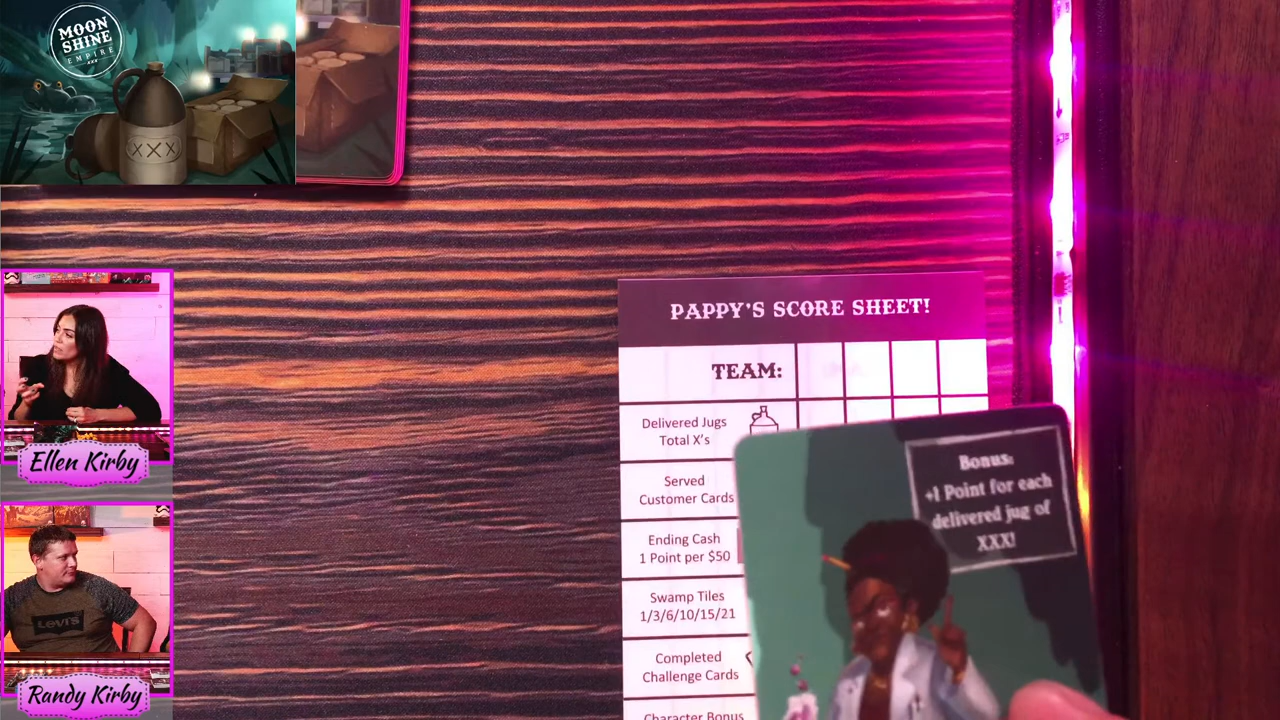 MOON
SHINE
EMPIRE
XXX
XXX
PAPPY'S SCORE SHEET!
TEAM:
Delivered Jugs
Total X's
Served
Customer Cards
Ending Cash
1 Point per $50
Swamp Tiles
1/3/6/10/15/21
Completed
Challenge Cards
Character Bonus
Bonus:
+1 Point for each
delivered jug of
XXX!
Ellen Kirby
LEVI'S
Randy Kirby